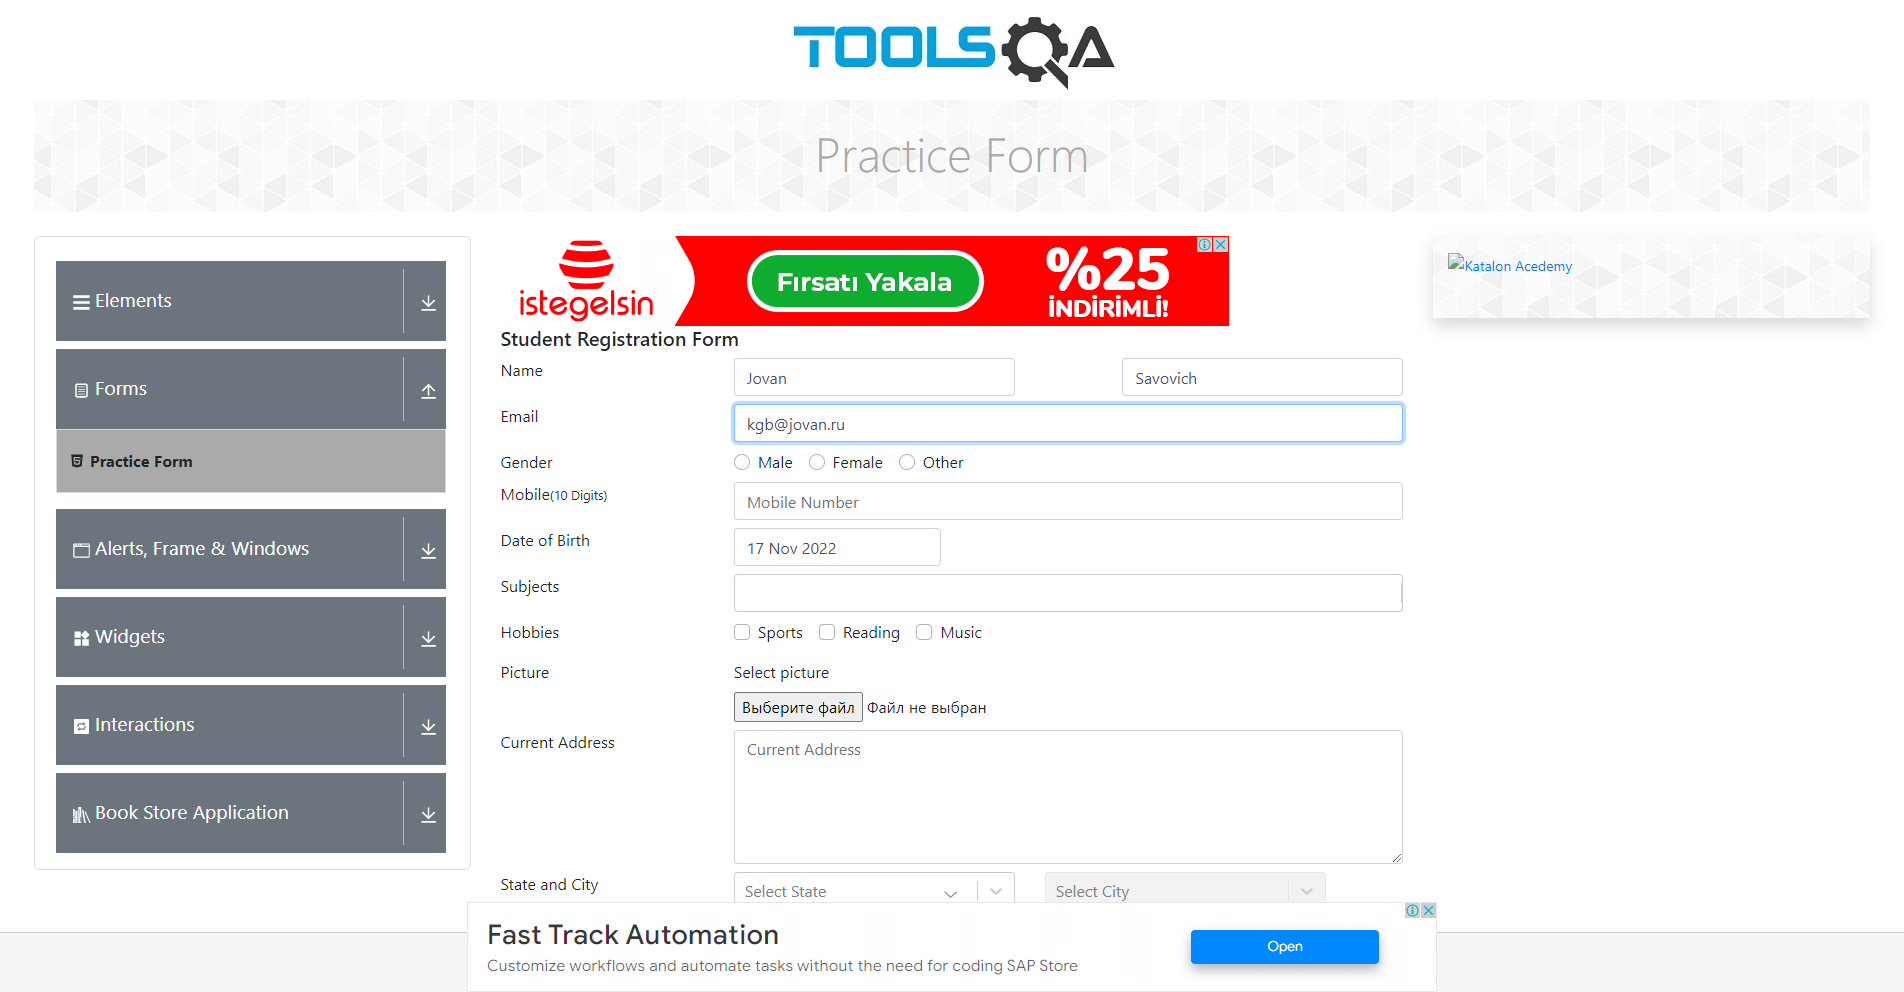 TOOLSQA
Practice Form
Elements
Forms
Practice Form
Alerts, Frame & Windows
Widgets
Interactions
Book Store Application
istegelsin
Fırsatı Yakala
%25
İNDİRİMLİ!
Student Registration Form
Name Jovan Savovich
Email kgb@jovan.ru
Gender Male Female Other
Mobile(10 Digits) Mobile Number
Date of Birth 17 Nov 2022
Subjects
Hobbies Sports Reading Music
Picture Select picture
Выберите файл Файл не выбран
Current Address Current Address
State and City Select State Select City
Katalon Acedemy
Fast Track Automation
Customize workflows and automate tasks without the need for coding SAP Store
Open